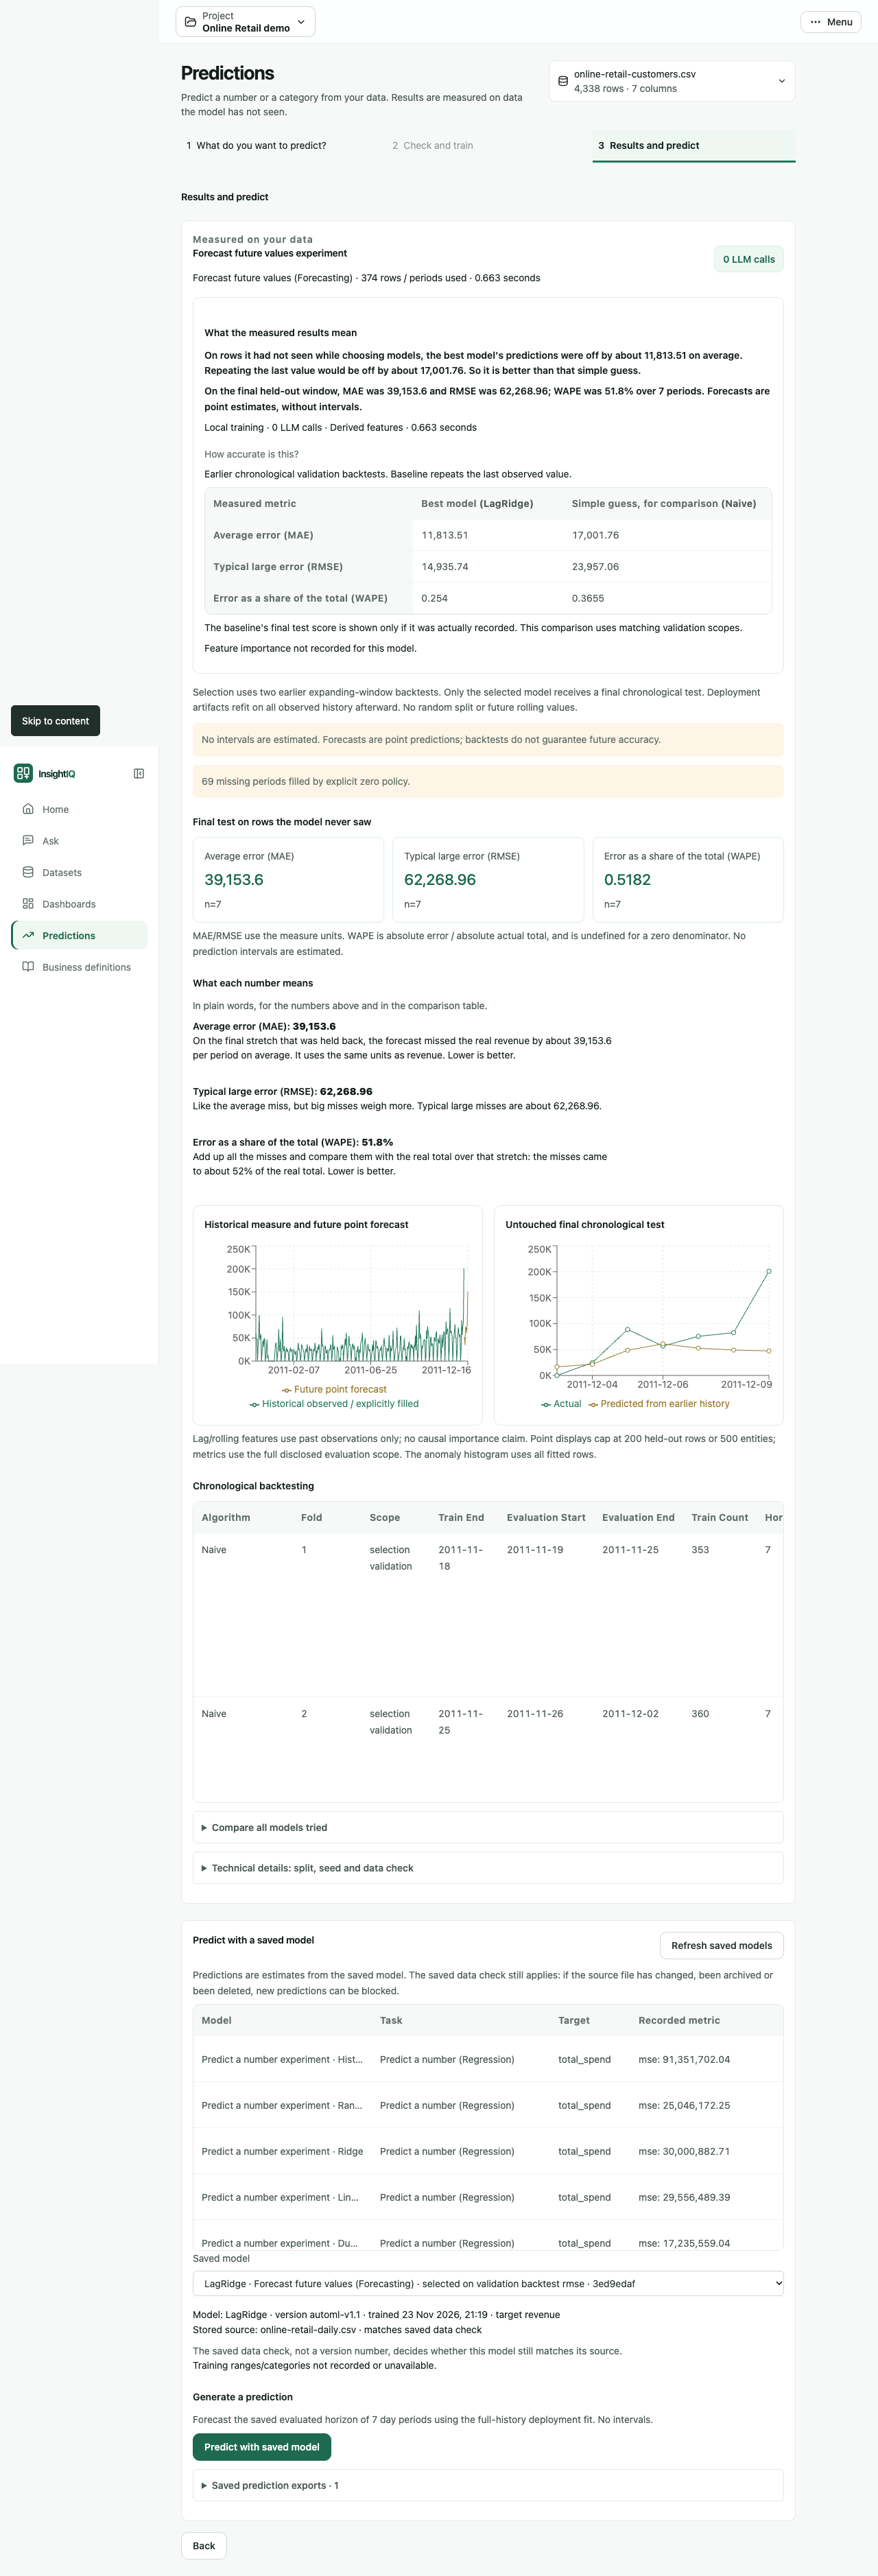 Project
Online Retail demo
Menu
Predictions
Predict a number or a category from your data. Results are measured on data
the model has not seen.
online-retail-customers.csv
4,338 rows · 7 columns
1 What do you want to predict?
2 Check and train
3 Results and predict
Results and predict
Measured on your data
Forecast future values experiment
0 LLM calls
Forecast future values (Forecasting) · 374 rows / periods used · 0.663 seconds
What the measured results mean
On rows it had not seen while choosing models, the best model's predictions were off by about 11,813.51 on average.
Repeating the last value would be off by about 17,001.76. So it is better than that simple guess.
On the final held-out window, MAE was 39,153.6 and RMSE was 62,268.96; WAPE was 51.8% over 7 periods. Forecasts are
point estimates, without intervals.
Local training · 0 LLM calls · Derived features · 0.663 seconds
How accurate is this?
Earlier chronological validation backtests. Baseline repeats the last observed value.
Measured metric Best model (LagRidge) Simple guess, for comparison (Naive)
Average error (MAE) 11,813.51 17,001.76
Typical large error (RMSE) 14,935.74 23,957.06
Error as a share of the total (WAPE) 0.254 0.3655
The baseline's final test score is shown only if it was actually recorded. This comparison uses matching validation scopes.
Feature importance not recorded for this model.
Selection uses two earlier expanding-window backtests. Only the selected model receives a final chronological test. Deployment
artifacts refit on all observed history afterward. No random split or future rolling values.
Skip to content
No intervals are estimated. Forecasts are point predictions; backtests do not guarantee future accuracy.
InsightIQ
69 missing periods filled by explicit zero policy.
Home
Ask
Datasets
Dashboards
Predictions
Business definitions
Final test on rows the model never saw
Average error (MAE)
39,153.6
n=7
Typical large error (RMSE)
62,268.96
n=7
Error as a share of the total (WAPE)
0.5182
n=7
MAE/RMSE use the measure units. WAPE is absolute error / absolute actual total, and is undefined for a zero denominator. No
prediction intervals are estimated.
What each number means
In plain words, for the numbers above and in the comparison table.
Average error (MAE): 39,153.6
On the final stretch that was held back, the forecast missed the real revenue by about 39,153.6
per period on average. It uses the same units as revenue. Lower is better.
Typical large error (RMSE): 62,268.96
Like the average miss, but big misses weigh more. Typical large misses are about 62,268.96.
Error as a share of the total (WAPE): 51.8%
Add up all the misses and compare them with the real total over that stretch: the misses came
to about 52% of the real total. Lower is better.
Historical measure and future point forecast
250K
200K
150K
100K
50K
0K
2011-02-07 2011-06-25 2011-12-16
Future point forecast
Historical observed / explicitly filled
Untouched final chronological test
250K
200K
150K
100K
50K
0K
2011-12-04 2011-12-06 2011-12-09
Actual Predicted from earlier history
Lag/rolling features use past observations only; no causal importance claim. Point displays cap at 200 held-out rows or 500 entities;
metrics use the full disclosed evaluation scope. The anomaly histogram uses all fitted rows.
Chronological backtesting
Algorithm Fold Scope Train End Evaluation Start Evaluation End Train Count Hor
Naive 1 selection validation 2011-11-18 2011-11-19 2011-11-25 353 7
Naive 2 selection validation 2011-11-25 2011-11-26 2011-12-02 360 7
Compare all models tried
Technical details: split, seed and data check
Predict with a saved model
Refresh saved models
Predictions are estimates from the saved model. The saved data check still applies: if the source file has changed, been archived or
been deleted, new predictions can be blocked.
Model Task Target Recorded metric
Predict a number experiment · Hist... Predict a number (Regression) total_spend mse: 91,351,702.04
Predict a number experiment · Ran... Predict a number (Regression) total_spend mse: 25,046,172.25
Predict a number experiment · Ridge Predict a number (Regression) total_spend mse: 30,000,882.71
Predict a number experiment · Lin... Predict a number (Regression) total_spend mse: 29,556,489.39
Predict a number experiment · Du... Predict a number (Regression) total_spend mse: 17,235,559.04
Saved model
LagRidge · Forecast future values (Forecasting) · selected on validation backtest rmse · 3ed9edaf
Model: LagRidge · version automl-v1.1 · trained 23 Nov 2026, 21:19 · target revenue
Stored source: online-retail-daily.csv · matches saved data check
The saved data check, not a version number, decides whether this model still matches its source.
Training ranges/categories not recorded or unavailable.
Generate a prediction
Forecast the saved evaluated horizon of 7 day periods using the full-history deployment fit. No intervals.
Predict with saved model
Saved prediction exports · 1
Back